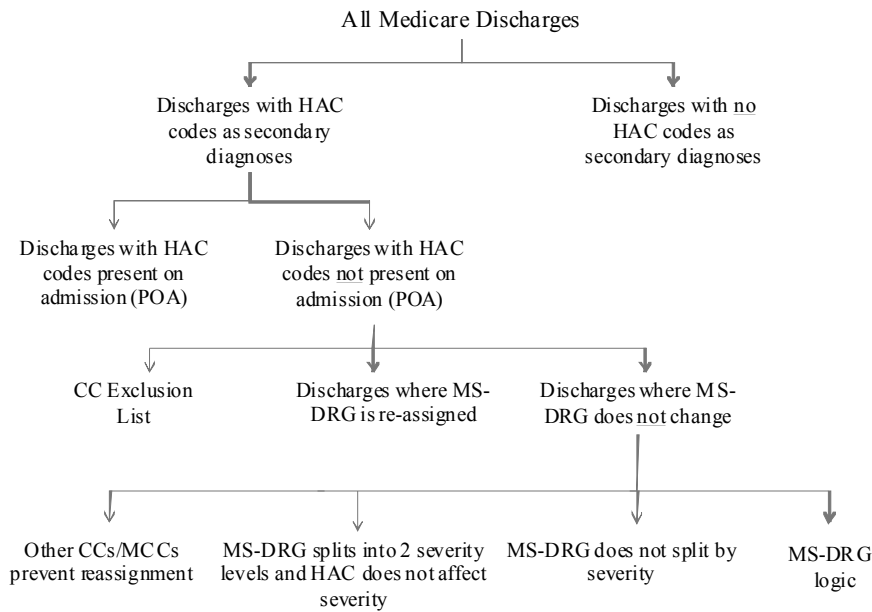 All Medicare Discharges
Discharges with HAC
codes as secondary
diagnoses
Discharges with no
HAC codes as
secondary diagnoses
Discharges with HAC
codes present on
admission (POA)
Discharges with HAC
codes not present on
admission (POA)
CC Exclusion
List
Discharges where MS-
DRG is re-assigned
Discharges where MS-
DRG does not change
Other CCs/MCCs
prevent reassignment
MS-DRG splits into 2 severity
levels and HAC does not affect
severity
MS-DRG does not split by
severity
MS-DRG
logic